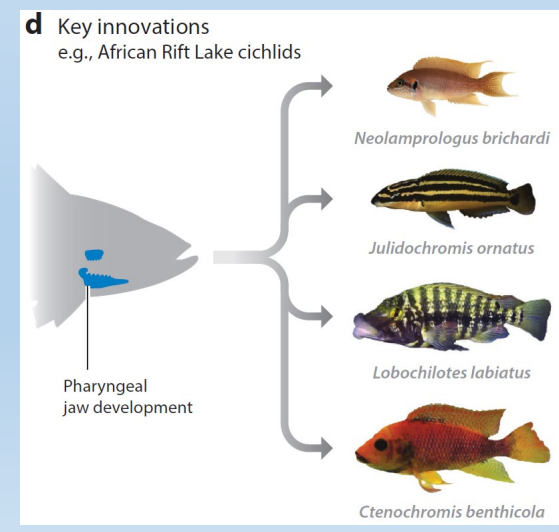 d Key innovations
e.g., African Rift Lake cichlids
Neolamprologus brichardi
Julidochromis ornatus
Lobochilotes labiatus
Pharyngeal
jaw development
Ctenochromis benthicola